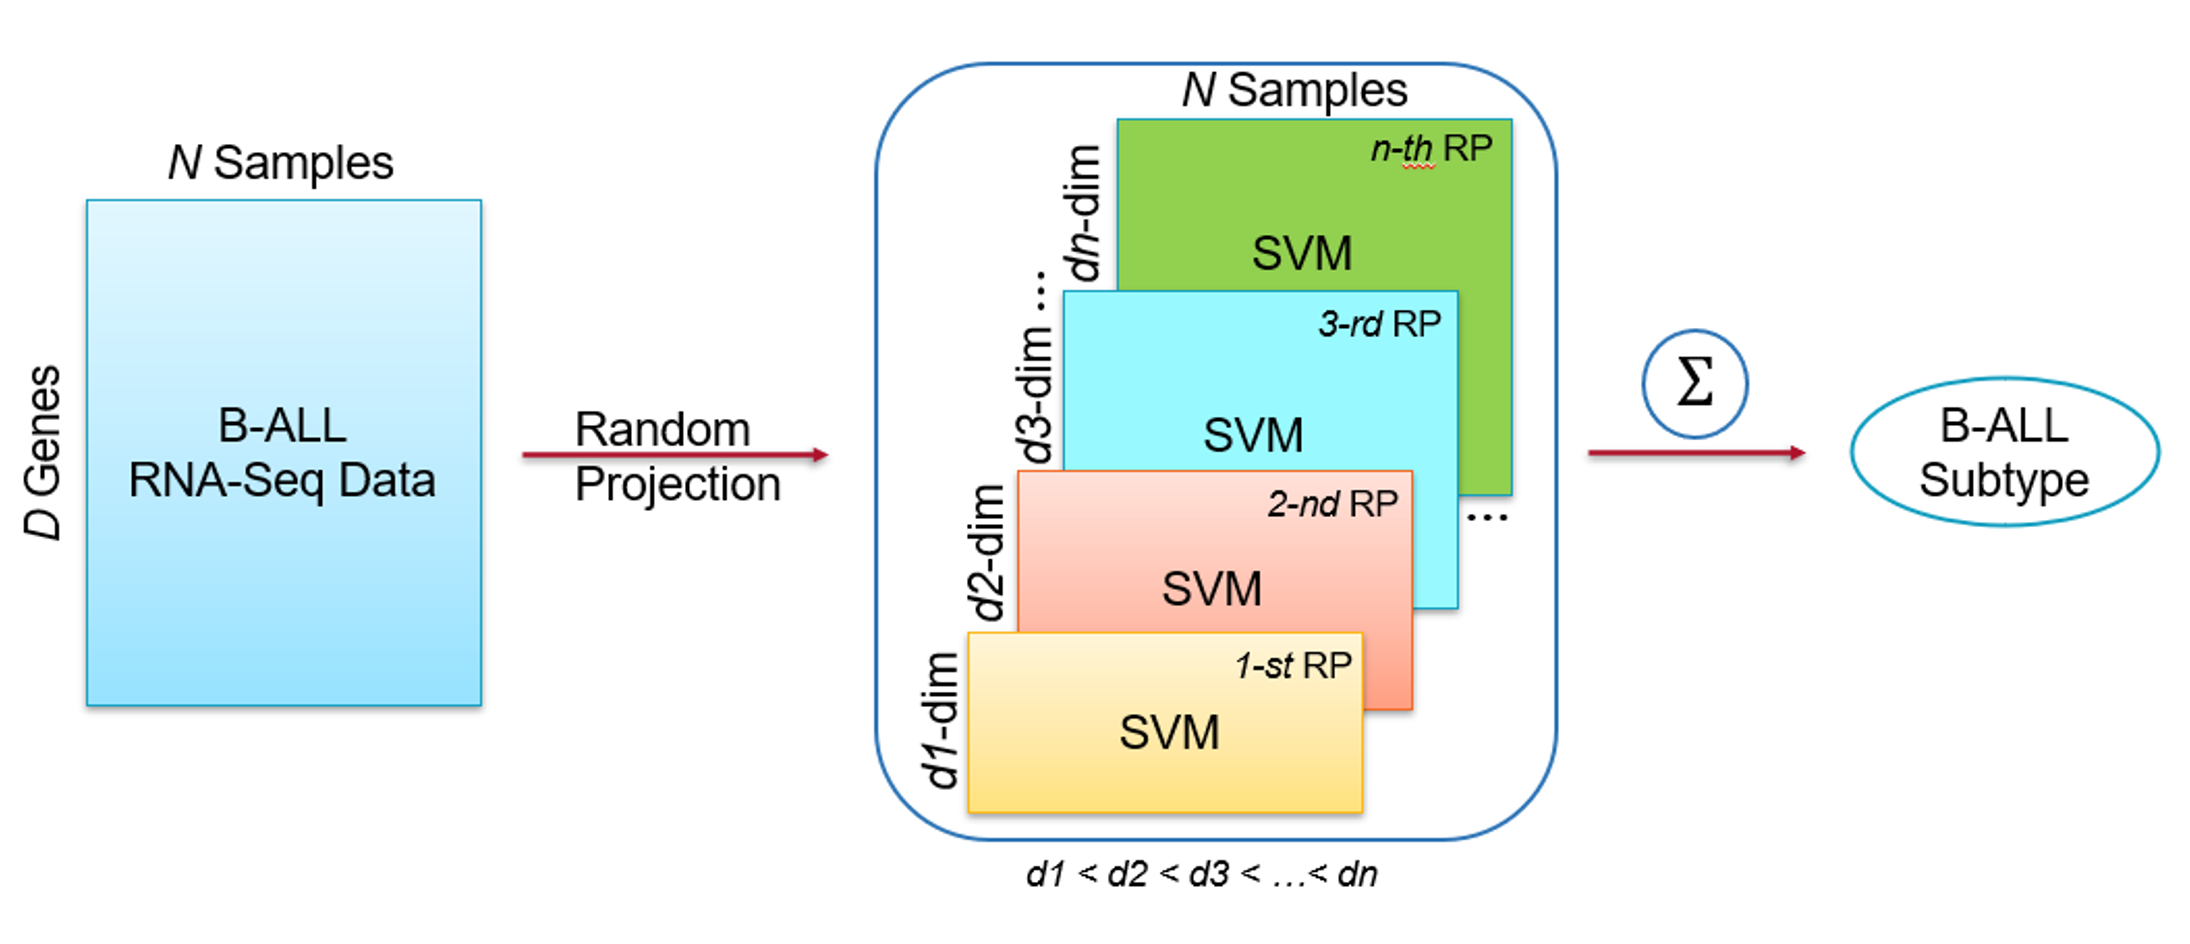 N Samples
D Genes
B-ALL
RNA-Seq Data
Random
Projection
N Samples
dn-dim
n-th RP
SVM
...
d3-dim
3-rd RP
SVM
...
d2-dim
2-nd RP
SVM
d1-dim
1-st RP
SVM
d1 < d2 < d3 < ...< dn
Σ
B-ALL
Subtype